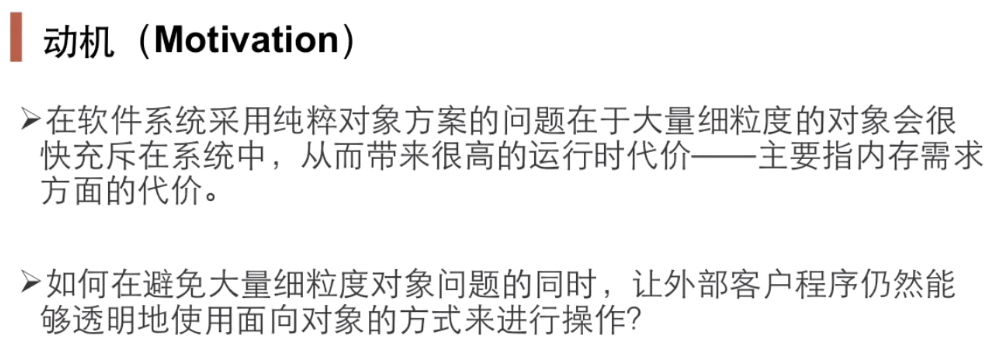 动机（Motivation）
➢在软件系统采用纯粹对象方案的问题在于大量细粒度的对象会很
快充斥在系统中，从而带来很高的运行时代价——主要指内存需求
方面的代价。
➢如何在避免大量细粒度对象问题的同时，让外部客户程序仍然能
够透明地使用面向对象的方式来进行操作？